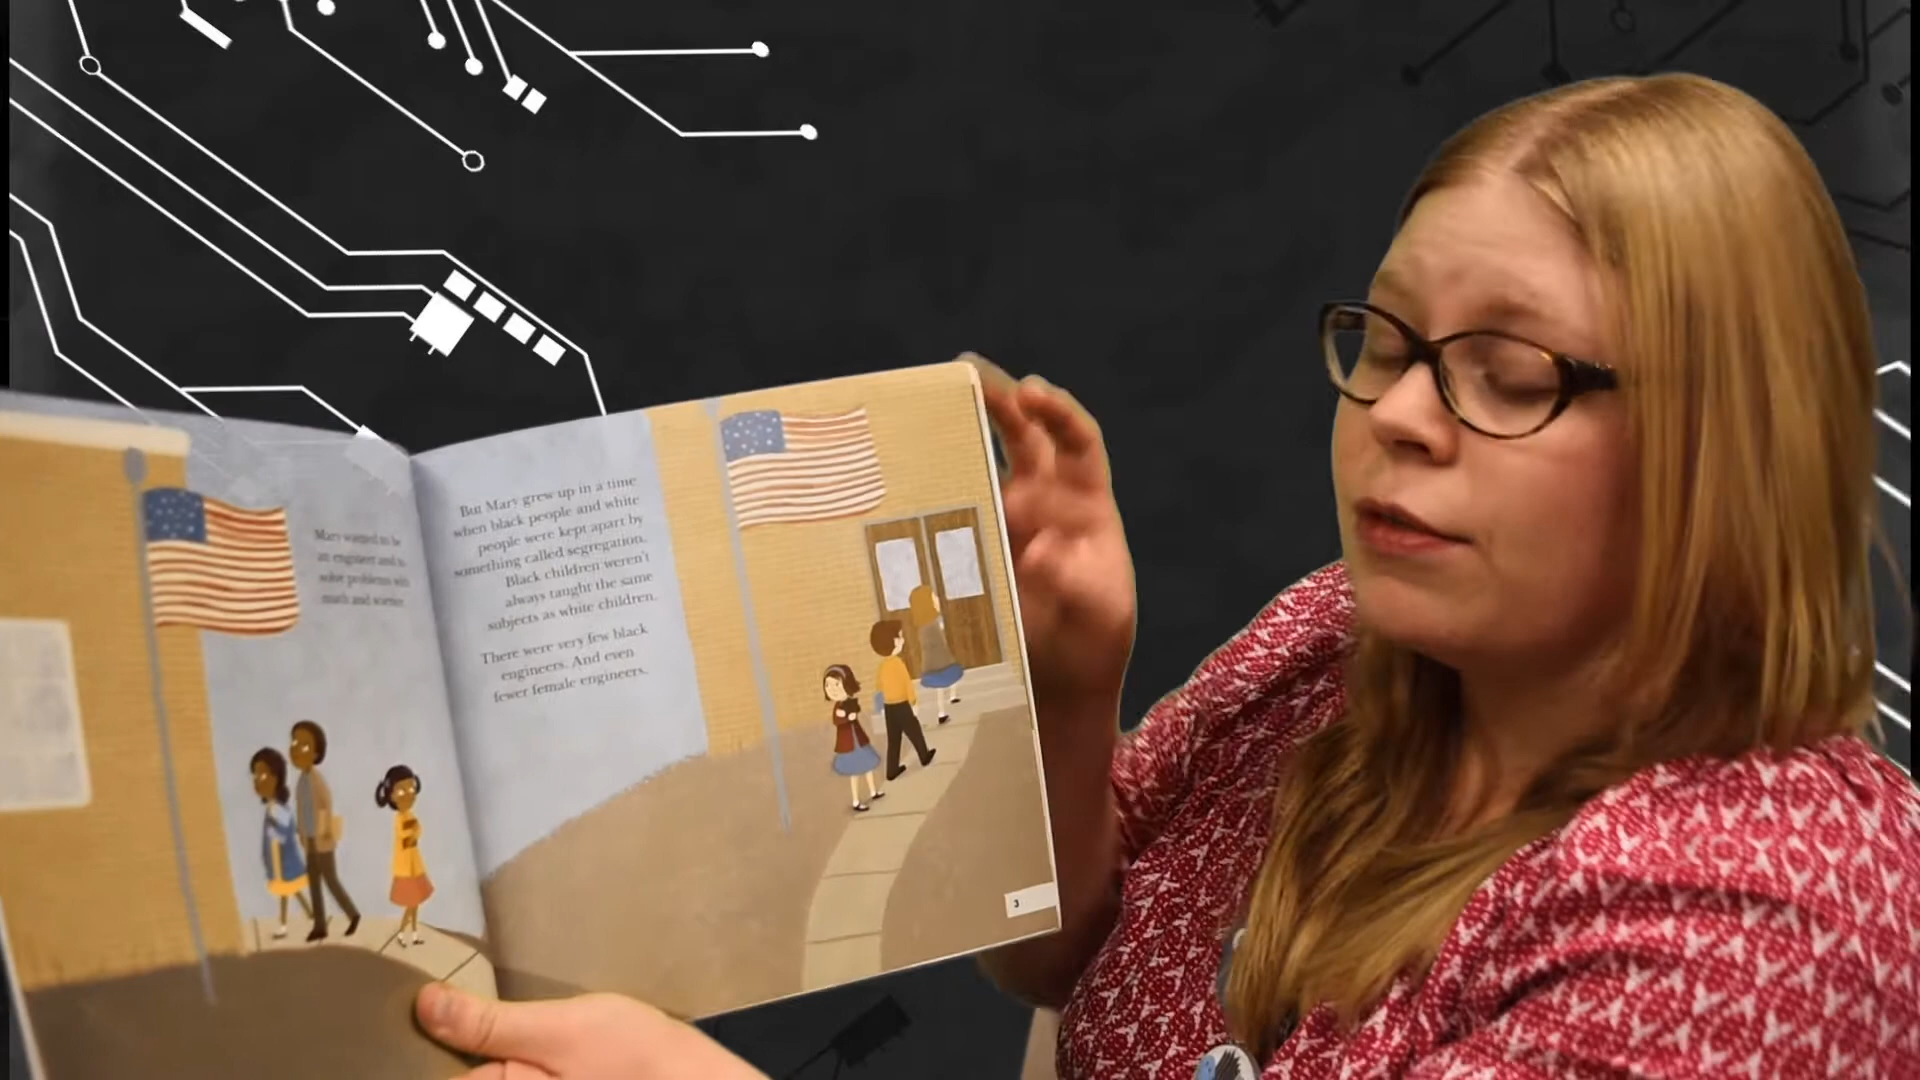 Mary wanted to be
an engineer and to
solve problems with
math and science.
But Mary grew up in a time
when black people and white
people were kept apart by
something called segregation.
Black children weren't
always taught the same
subjects as white children.
There were very few black
engineers. And even
fewer female engineers.
3